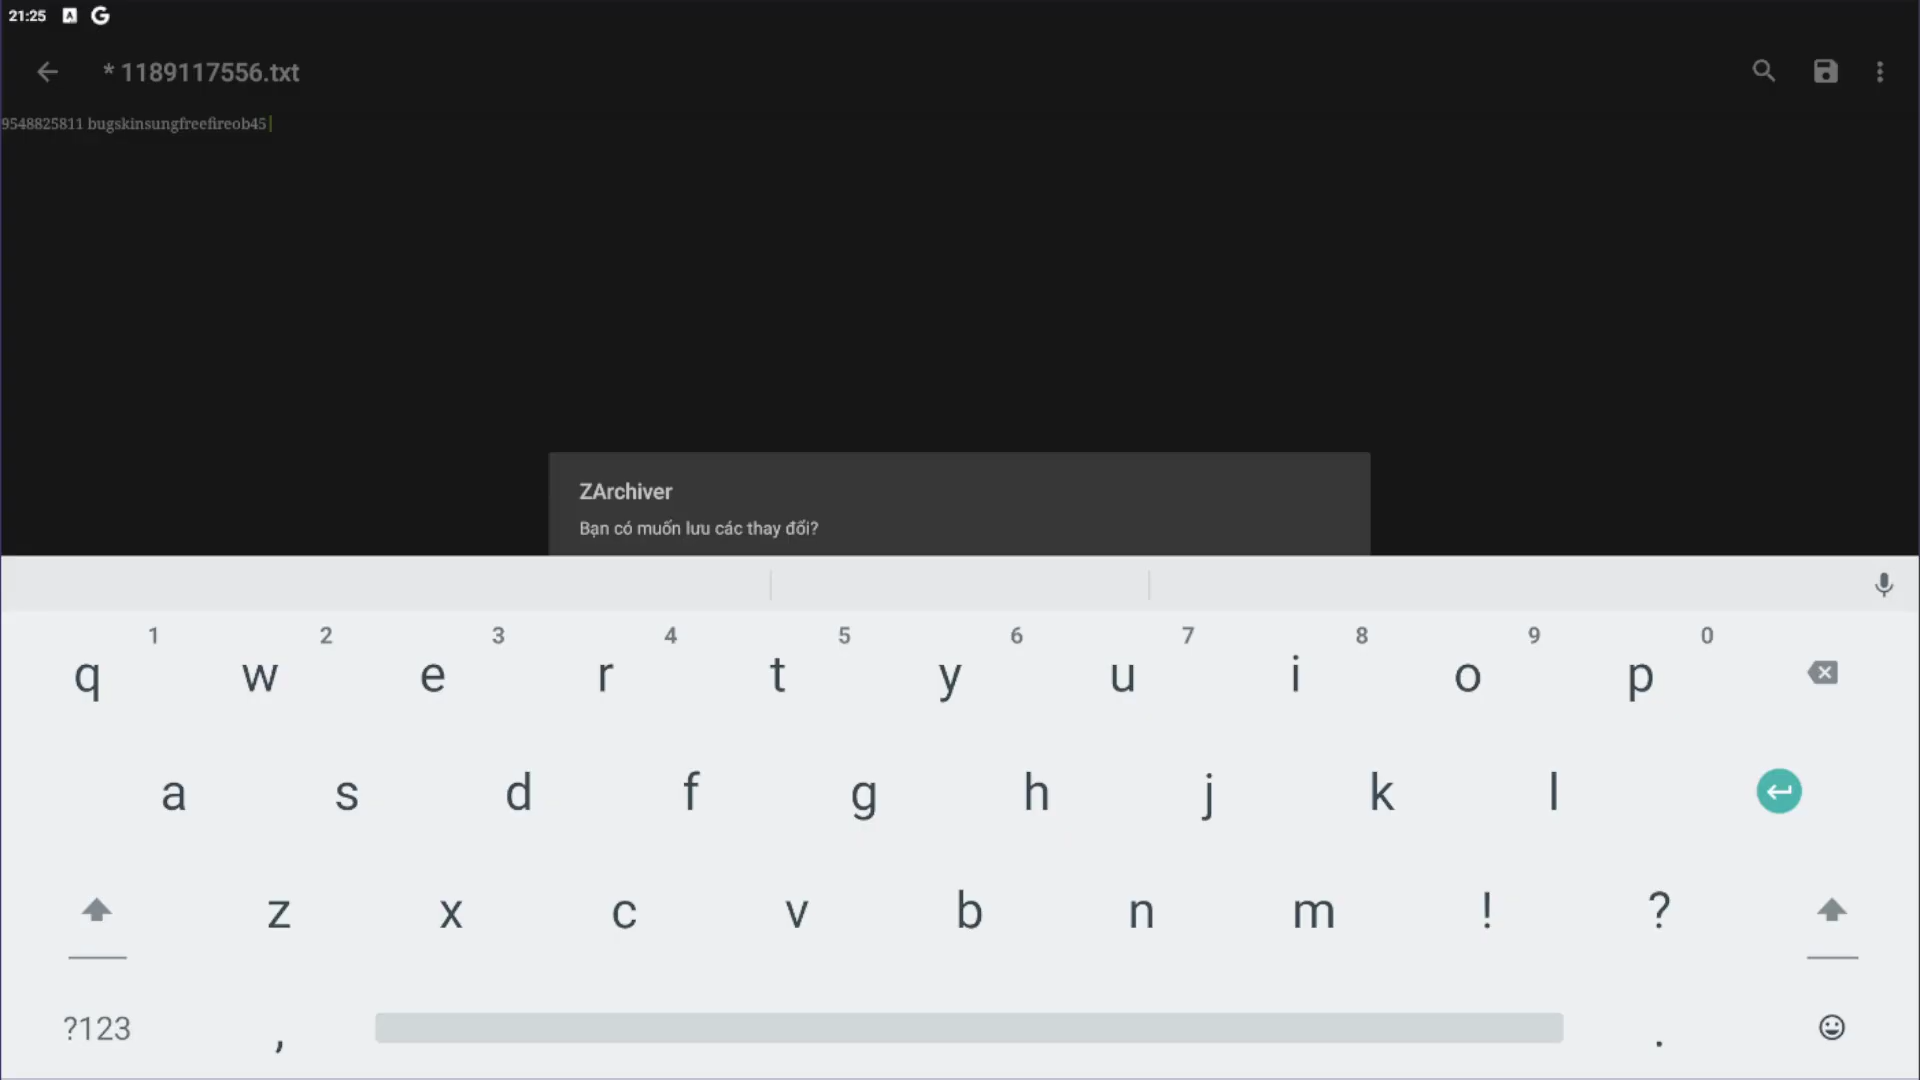 21:25
* 1189117556.txt
9548825811 bugskinsungfreefireob45
ZArchiver
Bạn có muốn lưu các thay đổi?
1 2 3 4 5 6 7 8 9 0
q w e r t y u i o p
a s d f g h j k l
z x c v b n m ! ?
?123 , .